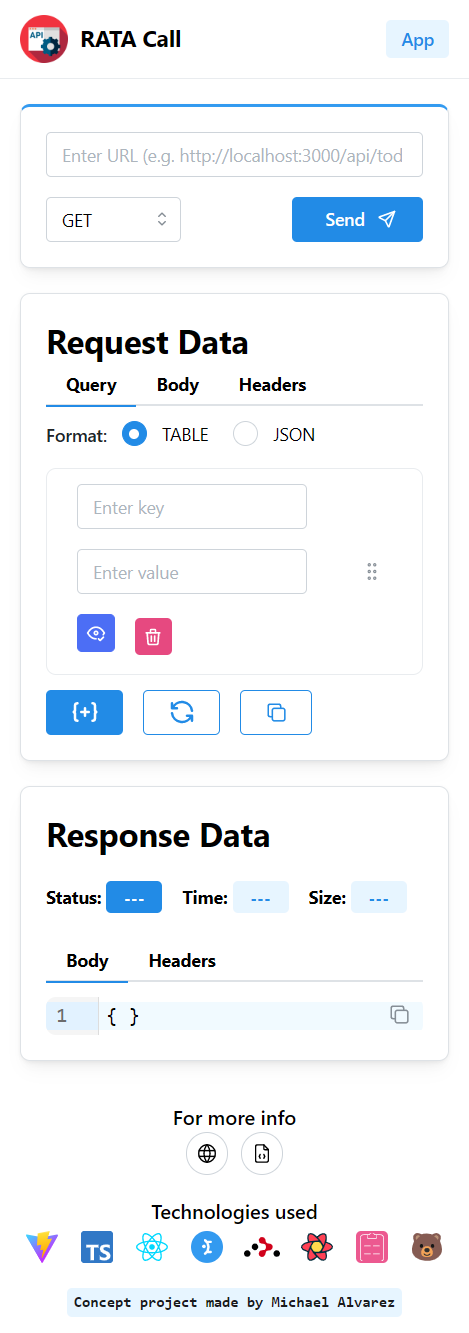 API
RATA Call
App
Enter URL (e.g. http://localhost:3000/api/tod
GET
Send
Request Data
Query Body Headers
Format: TABLE JSON
Enter key
Enter value
{+}
Response Data
Status: --- Time: --- Size: ---
Body Headers
1 { }
For more info
Technologies used
TS
Concept project made by Michael Alvarez